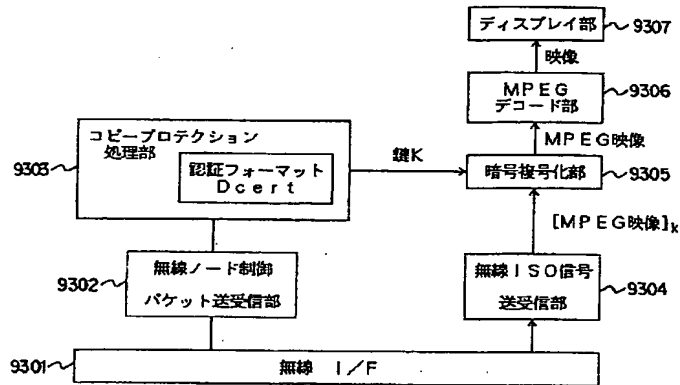 ディスプレイ部
9307
映像
MPEG
デコード部
9306
MPEG映像
コピープロテクション
処理部
9303
認証フォーマット
Dcert
鍵K
暗号複号化部
9305
[MPEG映像]k
無線ノード制御
パケット送受信部
9302
無線ISO信号
送受信部
9304
9301
無線 I/F